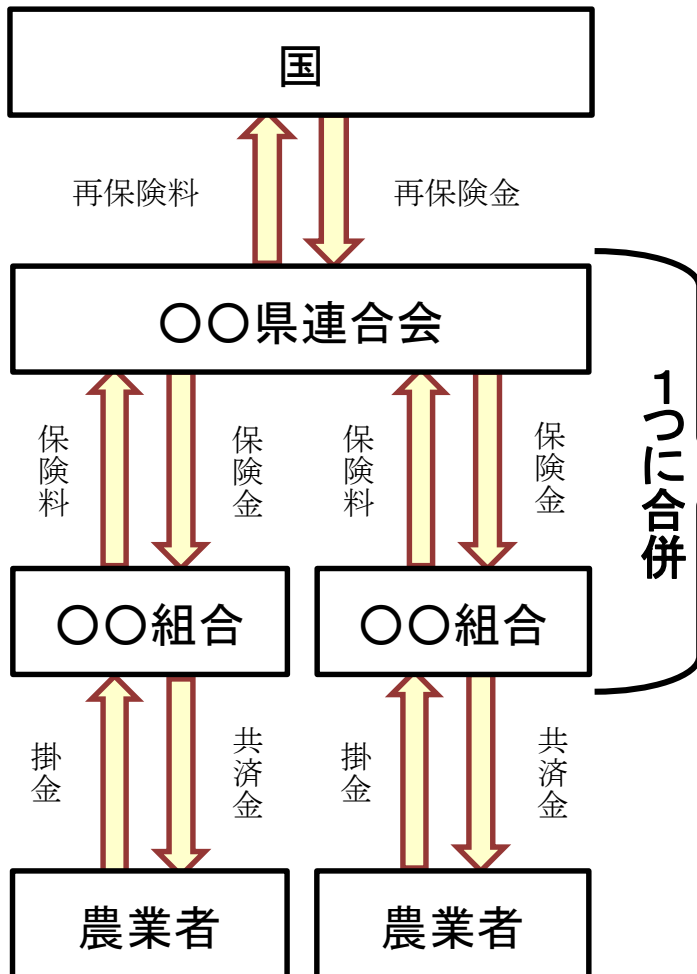 国
再保険料
再保険金
〇〇県連合会
保険料
保険金
保険料
保険金
1つに合併
〇〇組合
〇〇組合
掛金
共済金
掛金
共済金
農業者
農業者